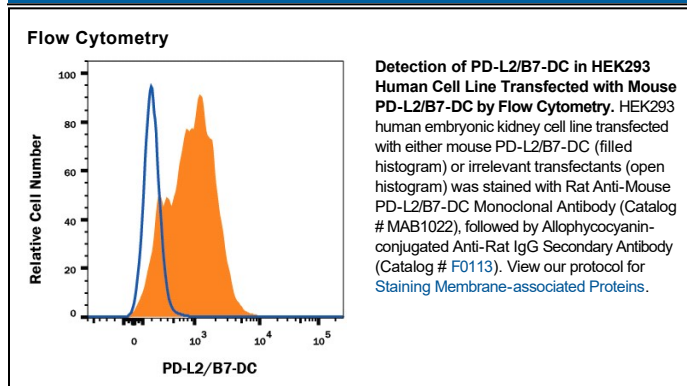 Flow Cytometry
100
80
60
40
20
0
Relative Cell Number
0
10³
10⁴
10⁵
PD-L2/B7-DC
Detection of PD-L2/B7-DC in HEK293
Human Cell Line Transfected with Mouse
PD-L2/B7-DC by Flow Cytometry. HEK293
human embryonic kidney cell line transfected
with either mouse PD-L2/B7-DC (filled
histogram) or irrelevant transfectants (open
histogram) was stained with Rat Anti-Mouse
PD-L2/B7-DC Monoclonal Antibody (Catalog
# MAB1022), followed by Allophycocyanin-
conjugated Anti-Rat IgG Secondary Antibody
(Catalog # F0113). View our protocol for
Staining Membrane-associated Proteins.